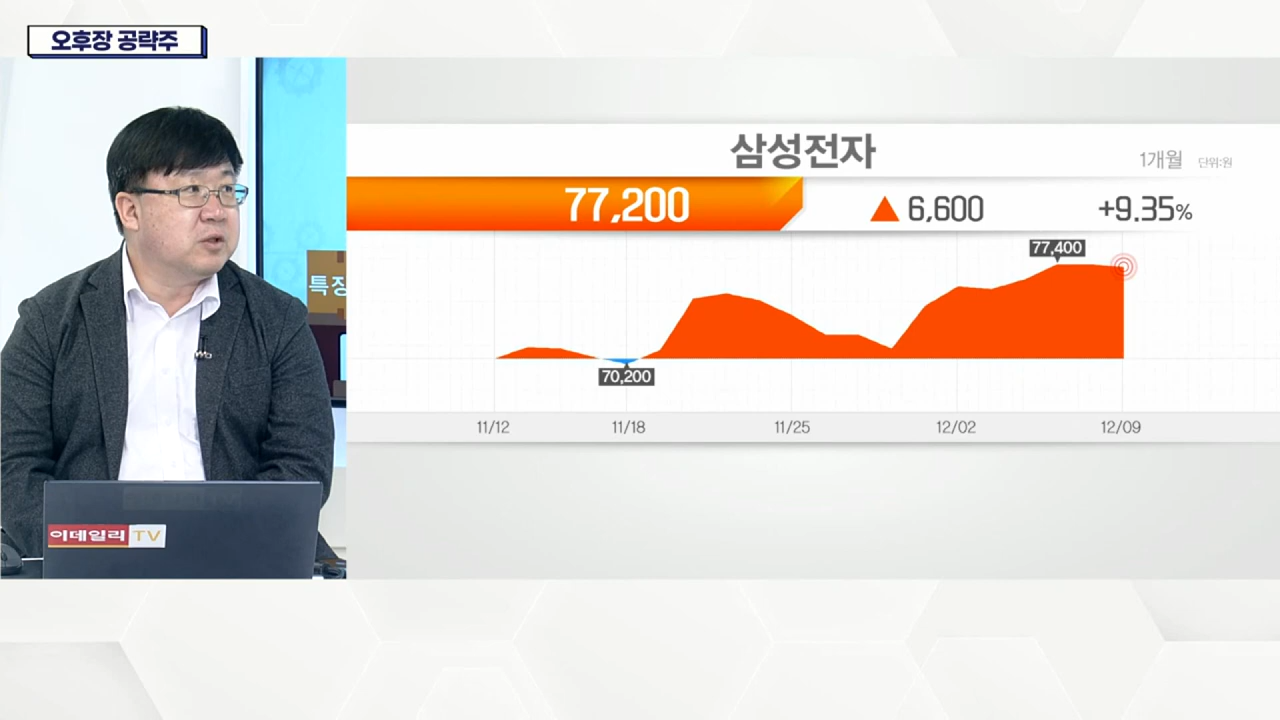 오후장 공략주
특징
삼성전자
1개월 단위:원
77,200
▲ 6,600
+9.35%
77,400
70,200
11/12
11/18
11/25
12/02
12/09
이데일리 TV